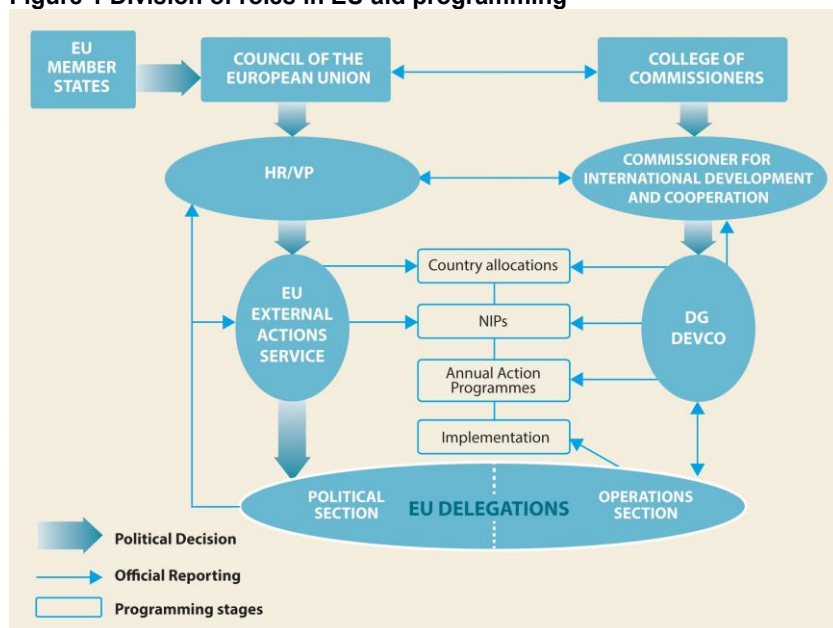 Figure 1 Division of roles in EU aid programming
EU
MEMBER
STATES
COUNCIL OF THE
EUROPEAN UNION
COLLEGE OF
COMMISSIONERS
HR/VP
COMMISSIONER FOR
INTERNATIONAL DEVELOPMENT
AND COOPERATION
EU
EXTERNAL
ACTIONS
SERVICE
Country allocations
NIPs
Annual Action
Programmes
Implementation
DG
DEVCO
POLITICAL
SECTION
EU DELEGATIONS
OPERATIONS
SECTION
Political Decision
Official Reporting
Programming stages